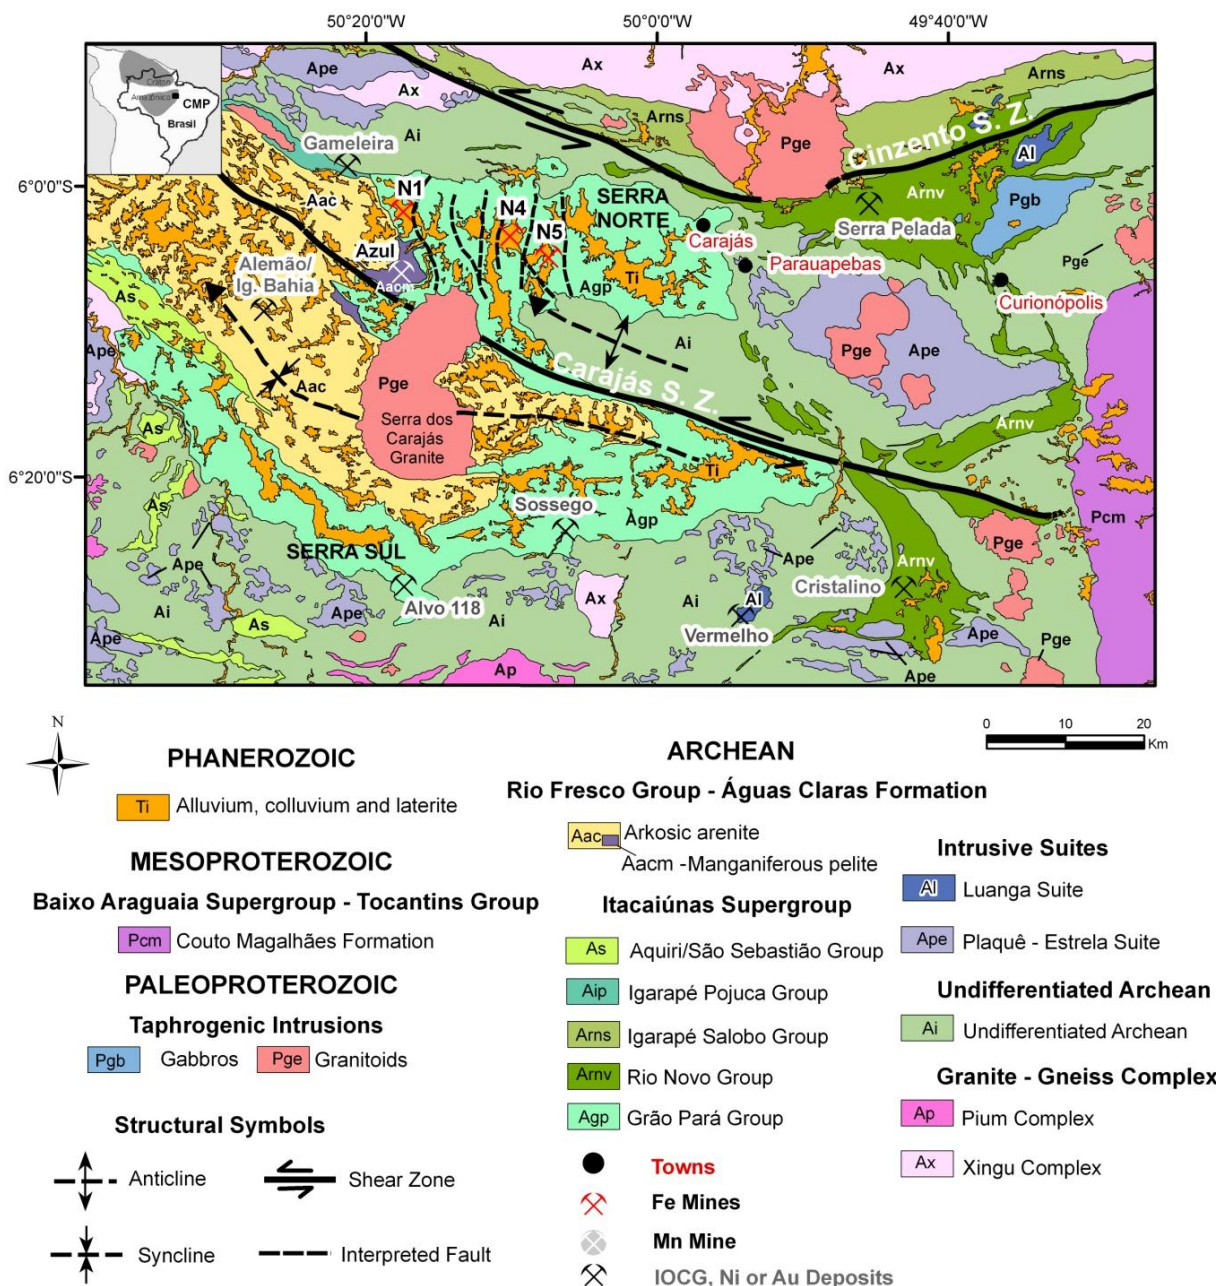 50°20'0"W
50°00'0"W
49°40'0"W
6°0'0"S
6°20'0"S
Cráton
Amazônico
CMP
Brasil
Ape
Ax
Ax
Ax
Arns
Arns
Pge
Cinzento S. Z.
Al
Ai
Gameleira
Aac
N1
N4
N5
SERRA
NORTE
Carajás
Parauapebas
Arnv
Serra Pelada
Pgb
Pge
Curionópolis
Azul
Aacm
Alemão/
Ig. Bahia
As
Ti
Agp
Ai
Carajás S. Z.
Pge
Ape
Ape
Aac
Pge
Serra dos
Carajás
Granite
As
Arnv
Ti
Sossego
Agp
SERRA SUL
Pcm
Pge
As
Ape
Ape
Arnv
Cristalino
Alvo 118
Ax
Ai
Al
Vermelho
Ai
Ape
As
Ape
Ai
Ap
Ape
Pge
Ape
N
0 10 20
Km
PHANEROZOIC
Ti Alluvium, colluvium and laterite
MESOPROTEROZOIC
Baixo Araguaia Supergroup - Tocantins Group
Pcm Couto Magalhães Formation
PALEOPROTEROZOIC
Taphrogenic Intrusions
Pgb Gabbros Pge Granitoids
Structural Symbols
Anticline Shear Zone
Syncline Interpreted Fault
ARCHEAN
Rio Fresco Group - Águas Claras Formation
Aac Arkosic arenite
Aacm -Manganiferous pelite
Itacaiúnas Supergroup
As Aquiri/São Sebastião Group
Aip Igarapé Pojuca Group
Arns Igarapé Salobo Group
Arnv Rio Novo Group
Agp Grão Pará Group
Towns
Fe Mines
Mn Mine
IOCG, Ni or Au Deposits
Intrusive Suites
Al Luanga Suite
Ape Plaquê - Estrela Suite
Undifferentiated Archean
Ai Undifferentiated Archean
Granite - Gneiss Complex
Ap Pium Complex
Ax Xingu Complex